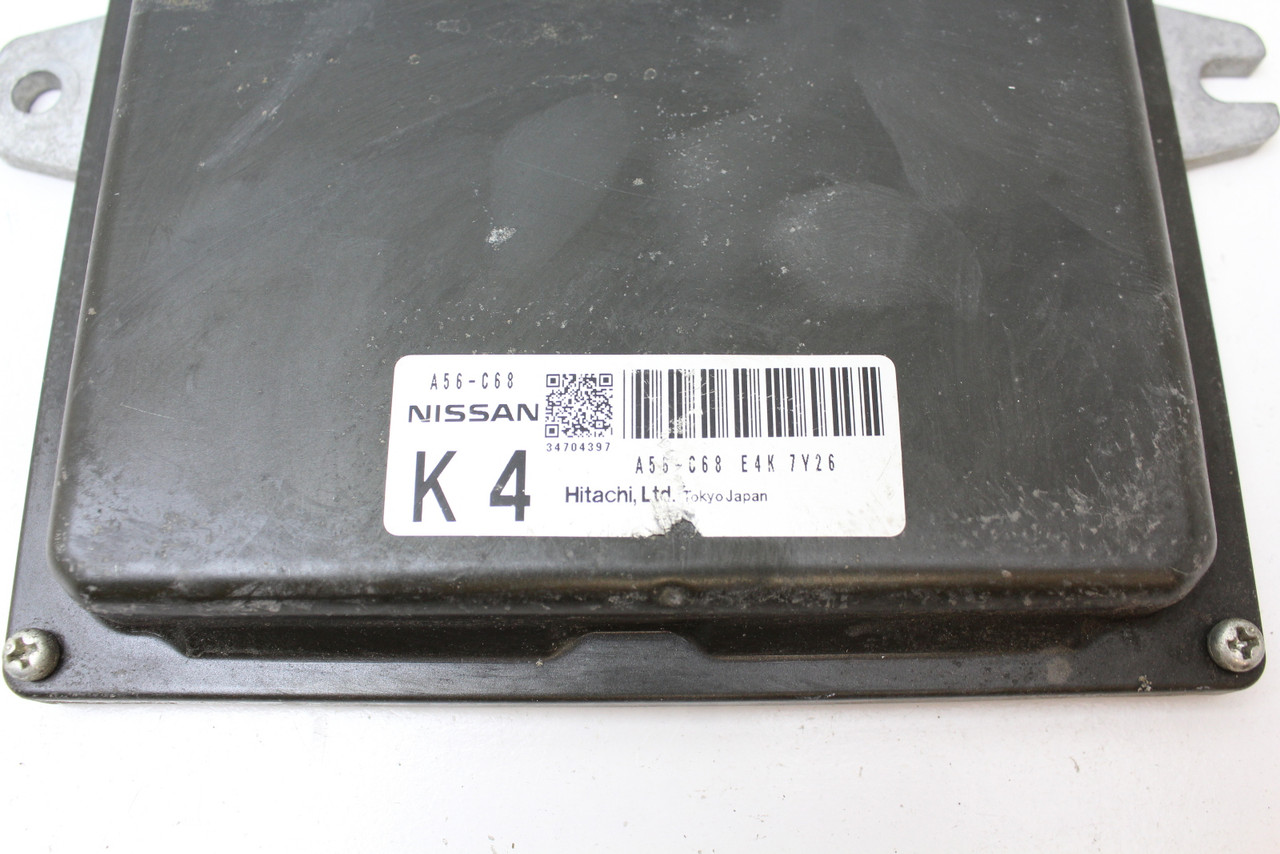 A56-C68
NISSAN
34704397
K 4
A56-C68 E4K 7Y26
Hitachi, Ltd. Tokyo Japan